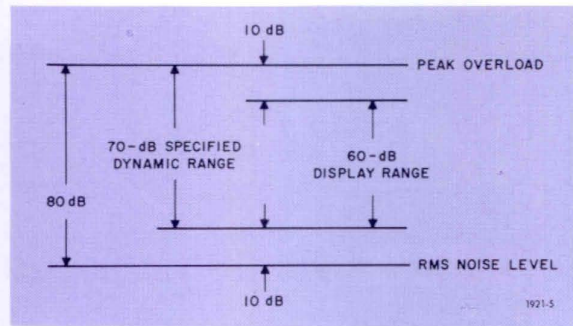 10 dB
PEAK OVERLOAD
70-dB SPECIFIED
DYNAMIC RANGE
60-dB
DISPLAY RANGE
80 dB
RMS NOISE LEVEL
10 dB
1921-5